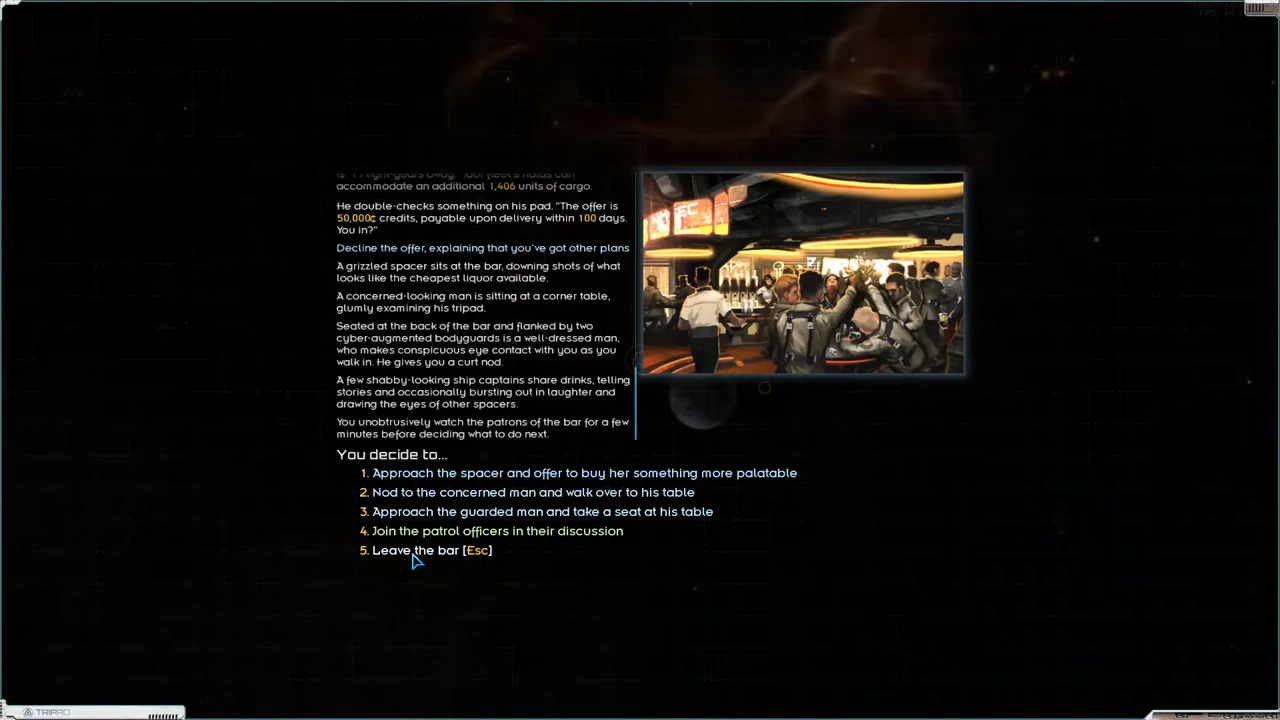 accommodate an additional 1,406 units of cargo.
He double-checks something on his pad. "The offer is
50,000¢ credits, payable upon delivery within 100 days.
You in?"
Decline the offer, explaining that you've got other plans
A grizzled spacer sits at the bar, downing shots of what
looks like the cheapest liquor available.
A concerned-looking man is sitting at a corner table,
glumly examining his tripad.
Seated at the back of the bar and flanked by two
cyber-augmented bodyguards is a well-dressed man,
who makes conspicuous eye contact with you as you
walk in. He gives you a curt nod.
A few shabby-looking ship captains share drinks, telling
stories and occasionally bursting out in laughter and
drawing the eyes of other spacers.
You unobtrusively watch the patrons of the bar for a few
minutes before deciding what to do next.
You decide to...
1. Approach the spacer and offer to buy her something more palatable
2. Nod to the concerned man and walk over to his table
3. Approach the guarded man and take a seat at his table
4. Join the patrol officers in their discussion
5. Leave the bar [Esc]
TRIPAD